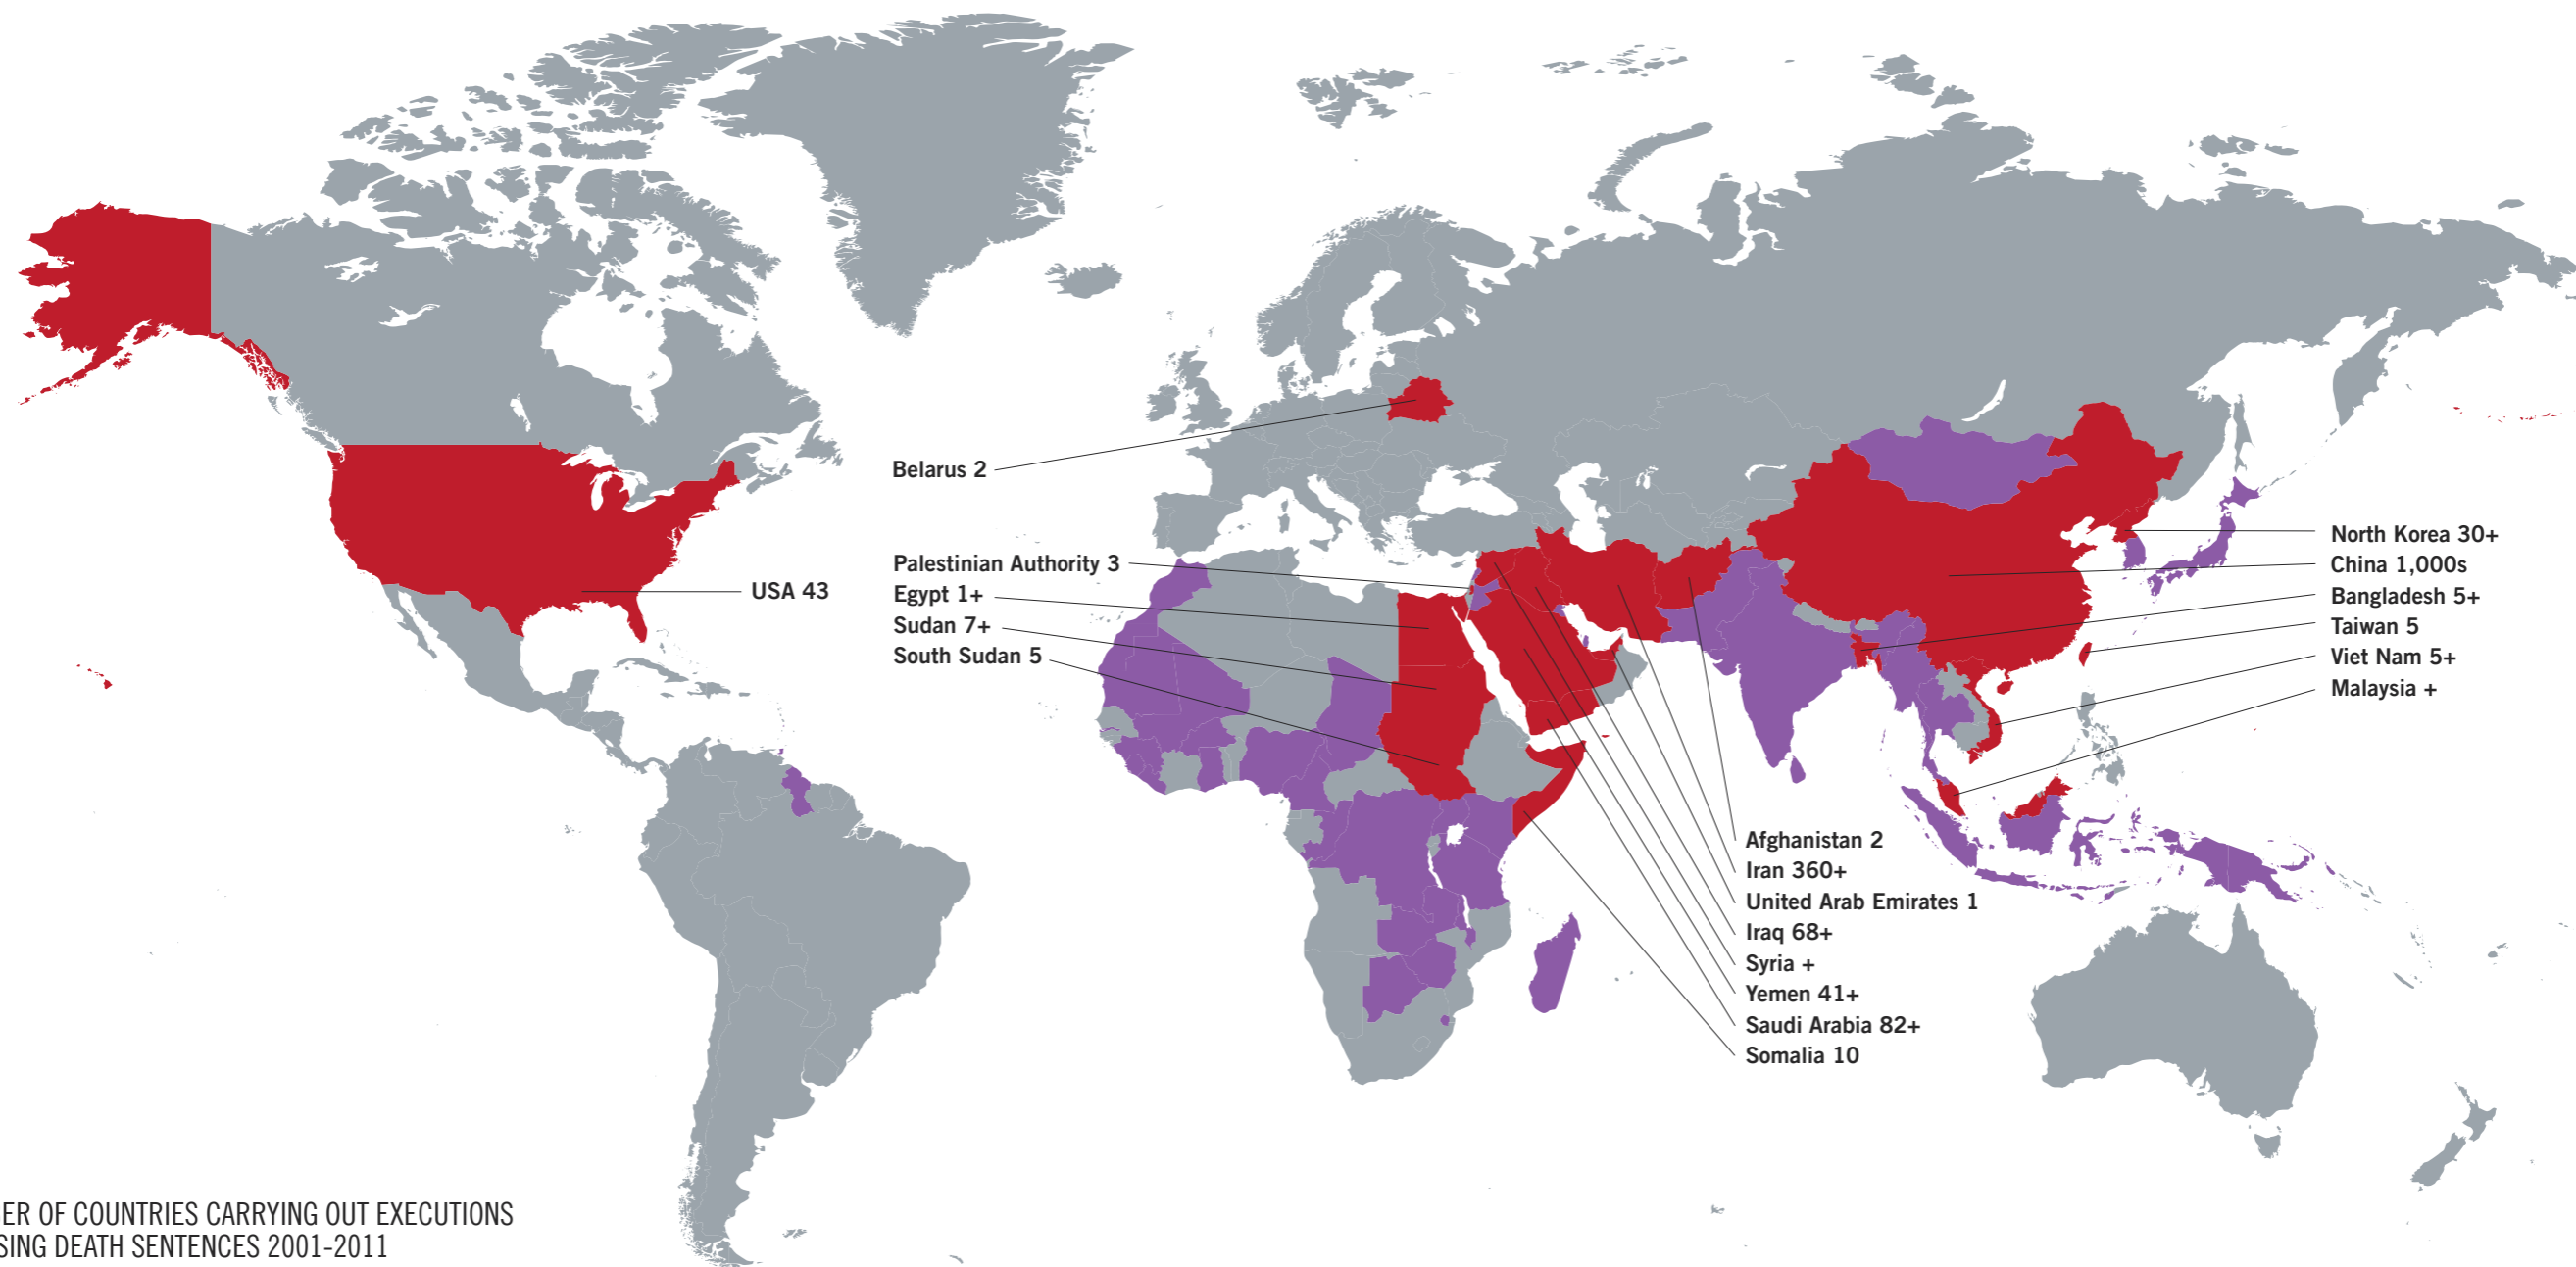 Belarus 2
Palestinian Authority 3
Egypt 1+
Sudan 7+
South Sudan 5
USA 43
North Korea 30+
China 1,000s
Bangladesh 5+
Taiwan 5
Viet Nam 5+
Malaysia +
Afghanistan 2
Iran 360+
United Arab Emirates 1
Iraq 68+
Syria +
Yemen 41+
Saudi Arabia 82+
Somalia 10
ER OF COUNTRIES CARRYING OUT EXECUTIONS
SING DEATH SENTENCES 2001-2011